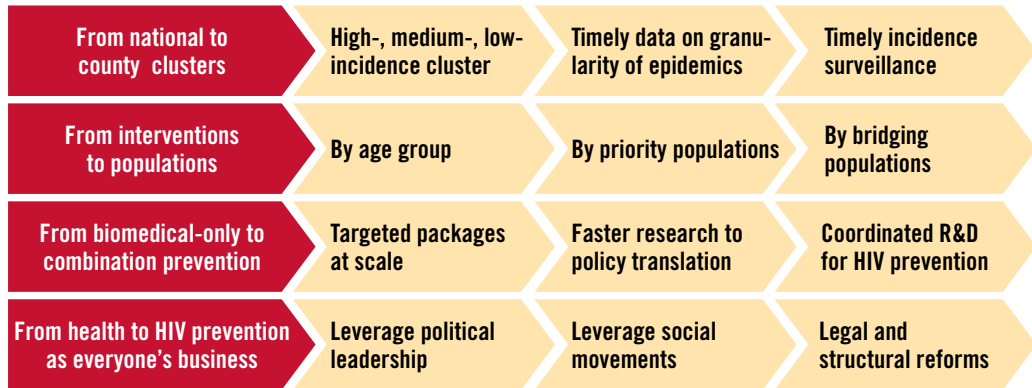 From national to
county clusters
High-, medium-, low-
incidence cluster
Timely data on granu-
larity of epidemics
Timely incidence
surveillance
From interventions
to populations
By age group
By priority populations
By bridging
populations
From biomedical-only to
combination prevention
Targeted packages
at scale
Faster research to
policy translation
Coordinated R&D
for HIV prevention
From health to HIV prevention
as everyone's business
Leverage political
leadership
Leverage social
movements
Legal and
structural reforms